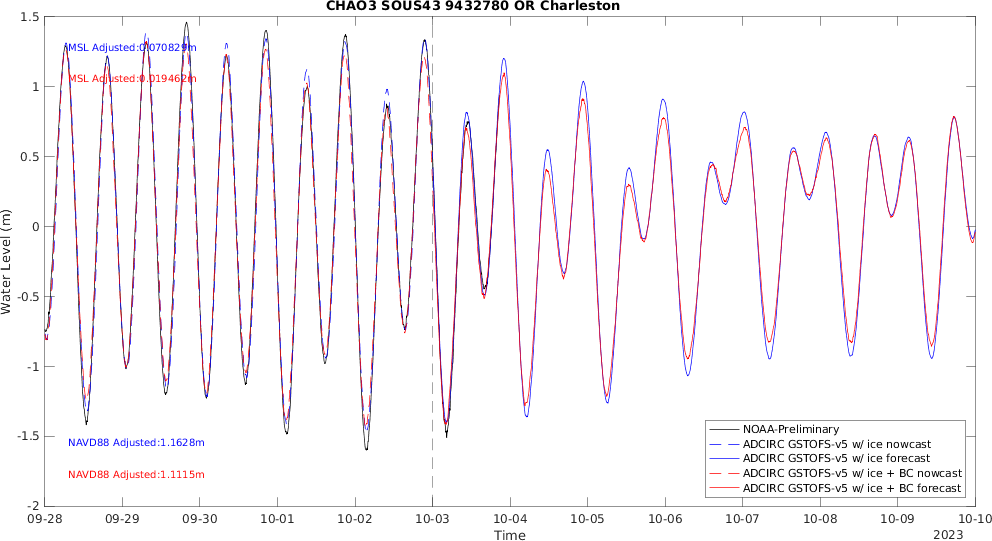 CHAO3 SOUS43 9432780 OR Charleston
1.5
MSL Adjusted:0.070829m
MSL Adjusted:0.019462m
1
0.5
0
-0.5
-1
-1.5
-2
Water Level (m)
NAVD88 Adjusted:1.1628m
NAVD88 Adjusted:1.1115m
NOAA-Preliminary
ADCIRC GSTOFS-v5 w/ ice nowcast
ADCIRC GSTOFS-v5 w/ ice forecast
ADCIRC GSTOFS-v5 w/ ice + BC nowcast
ADCIRC GSTOFS-v5 w/ ice + BC forecast
09-28 09-29 09-30 10-01 10-02 10-03 10-04 10-05 10-06 10-07 10-08 10-09 10-10
Time
2023